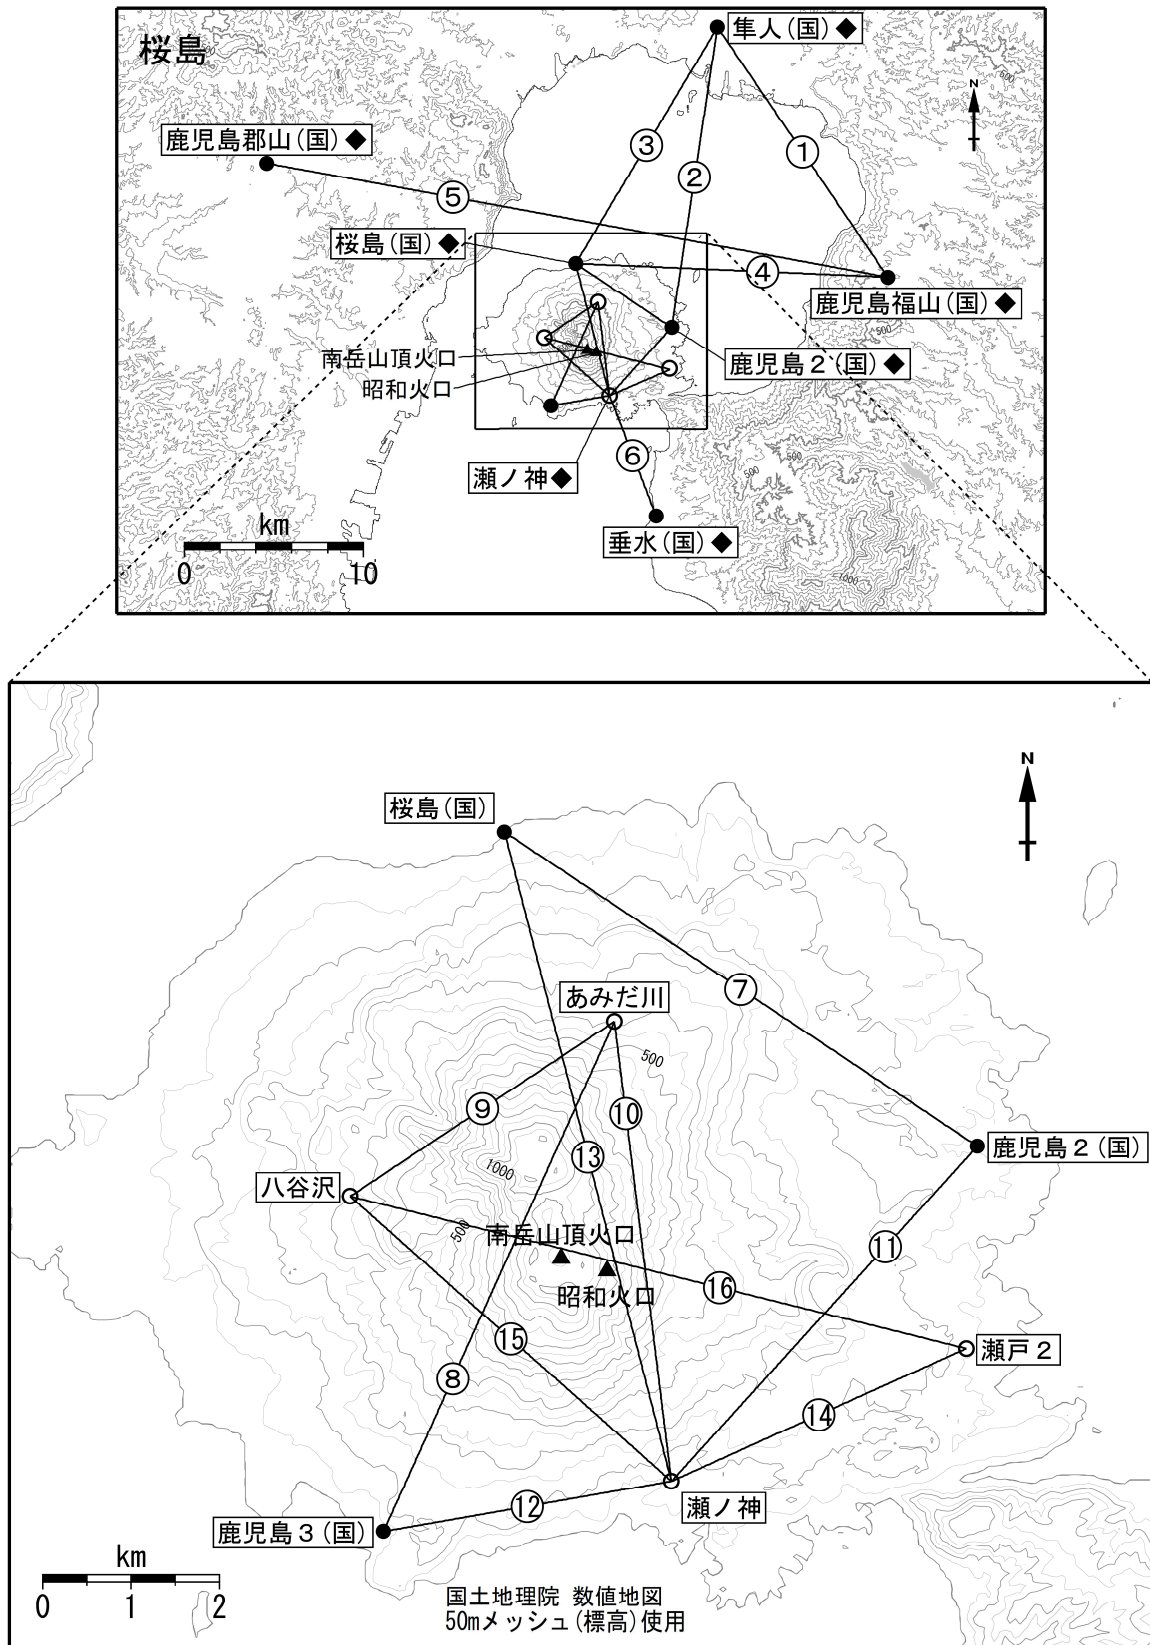 桜島
隼人(国)◆
N
鹿児島郡山(国)◆
③
①
②
⑤
桜島(国)◆
④
鹿児島福山(国)◆
500
南岳山頂火口
鹿児島2(国)◆
昭和火口
⑥
500
500
瀬ノ神◆
垂水(国)◆
km
0 10
1000
桜島(国)
N
⑦
あみだ川
500
⑨
⑩
鹿児島2(国)
⑬
1000
八谷沢
500
南岳山頂火口
⑪
昭和火口
⑯
⑮
瀬戸2
⑧
⑭
瀬ノ神
⑫
鹿児島3(国)
km
0 1 2
国土地理院 数値地図
50mメッシュ(標高)使用